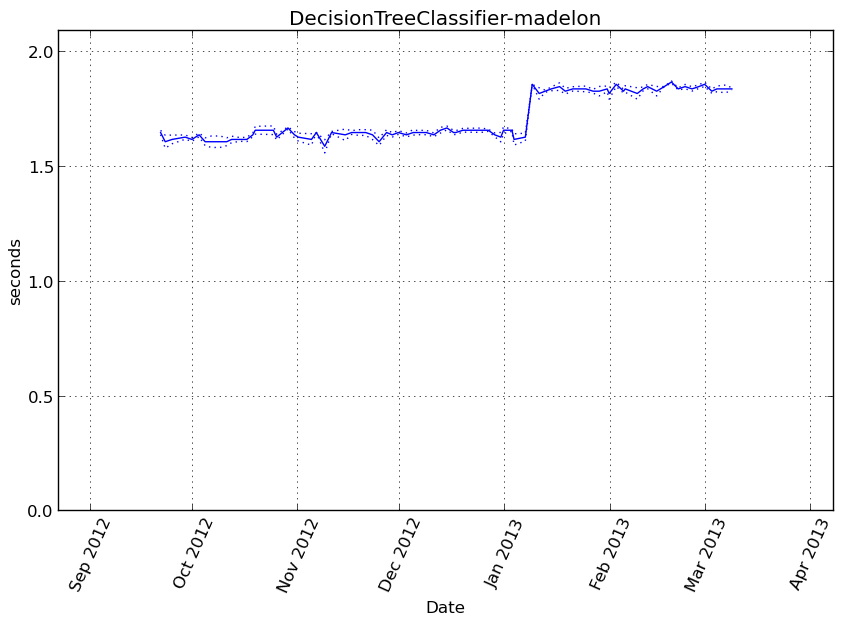 DecisionTreeClassifier-madelon
2.0
1.5
1.0
0.5
0.0
seconds
Sep 2012
Oct 2012
Nov 2012
Dec 2012
Jan 2013
Feb 2013
Mar 2013
Apr 2013
Date